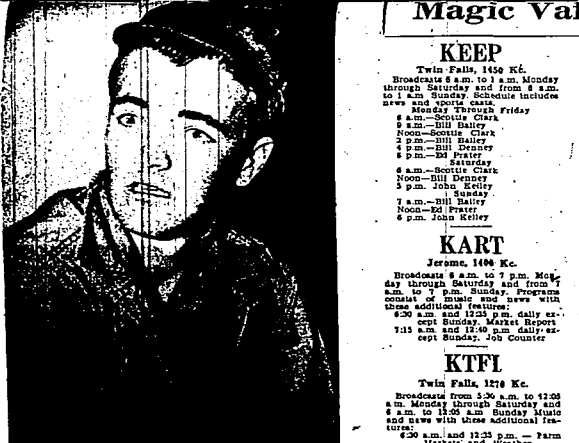 Magic Val
KEEP
Twin Falls, 1450 Kc.
Broadcasts 6 a.m. to 1 a.m. Monday
through Saturday and from 6 a.m.
to 1 a.m. Sunday. Schedule includes
news and sports casts.
Monday Through Friday
6 a.m.—Scottie Clark
9 a.m.—Bill Bailey
Noon—Scottie Clark
2 p.m.—Bill Bailey
4 p.m.—Bill Denney
6 p.m.—Ed Prater
Saturday
6 a.m.—Scottie Clark
Noon—Bill Denney
5 p.m. John Kelley
Sunday
7 a.m.—Bill Bailey
Noon—Ed Prater
6 p.m. John Kelley
KART
Jerome, 1400 Kc.
Broadcasts 6 a.m. to 7 p.m. Mon-
day through Saturday and from 7
a.m. to 7 p.m. Sunday. Programs
consist of music and news with
these additional features:
6:30 a.m. and 12:35 p.m. daily ex-
cept Sunday, Market Report
7:15 a.m. and 12:40 p.m. daily ex-
cept Sunday, Job Counter
KTFI
Twin Falls, 1270 Kc.
Broadcasts from 5:30 a.m. to 12:05
a.m. Monday through Saturday and
6 a.m. to 12:05 a.m. Sunday Music
and news with these additional fea-
tures:
6:30 a.m. and 12:35 p.m. — Farm